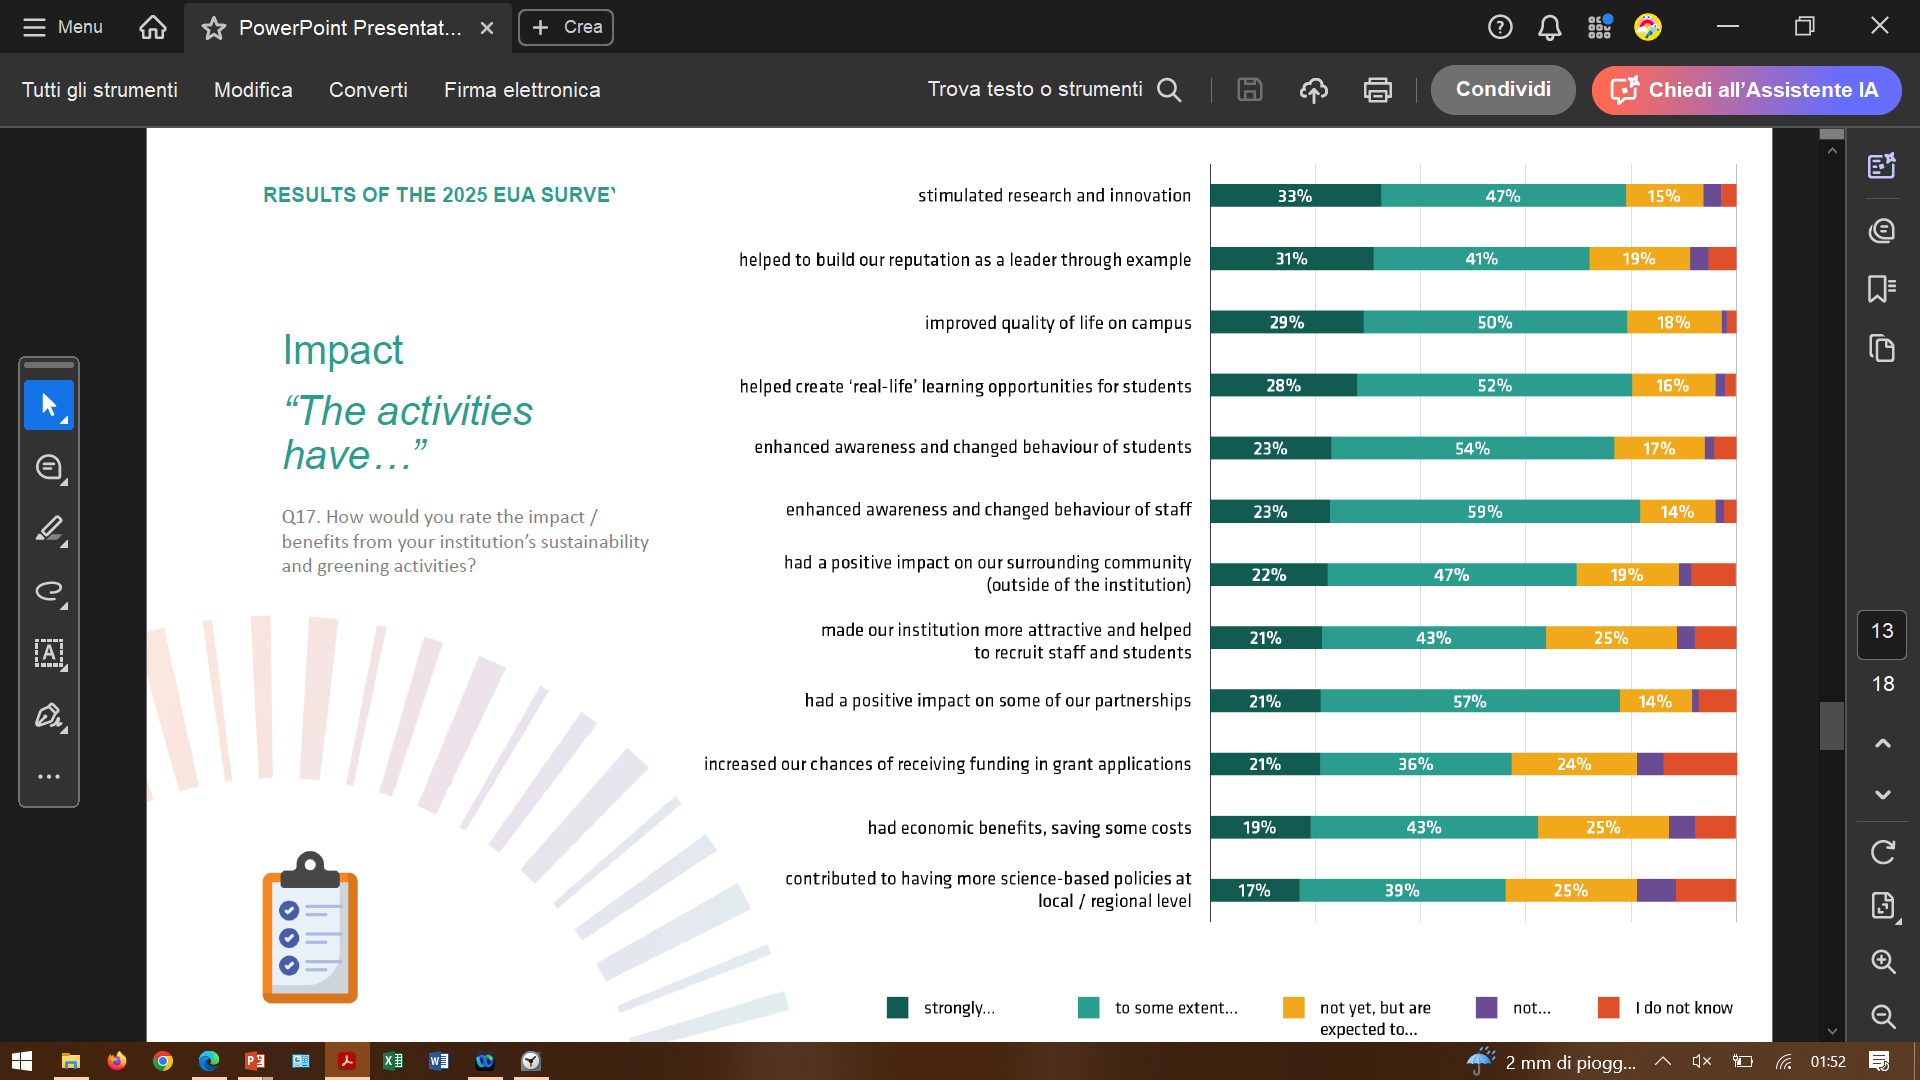 Menu
PowerPoint Presentat...
Crea
Tutti gli strumenti
Modifica
Converti
Firma elettronica
Trova testo o strumenti
Condividi
Chiedi all'Assistente IA
RESULTS OF THE 2025 EUA SURVEY
Impact
“The activities
have…”
Q17. How would you rate the impact /
benefits from your institution’s sustainability
and greening activities?
stimulated research and innovation
33% 47% 15%
helped to build our reputation as a leader through example
31% 41% 19%
improved quality of life on campus
29% 50% 18%
helped create ‘real-life’ learning opportunities for students
28% 52% 16%
enhanced awareness and changed behaviour of students
23% 54% 17%
enhanced awareness and changed behaviour of staff
23% 59% 14%
had a positive impact on our surrounding community
(outside of the institution)
22% 47% 19%
made our institution more attractive and helped
to recruit staff and students
21% 43% 25%
had a positive impact on some of our partnerships
21% 57% 14%
increased our chances of receiving funding in grant applications
21% 36% 24%
had economic benefits, saving some costs
19% 43% 25%
contributed to having more science-based policies at
local / regional level
17% 39% 25%
strongly...
to some extent...
not yet, but are
expected to...
not...
I do not know
13
18
2 mm di piogg...
01:52